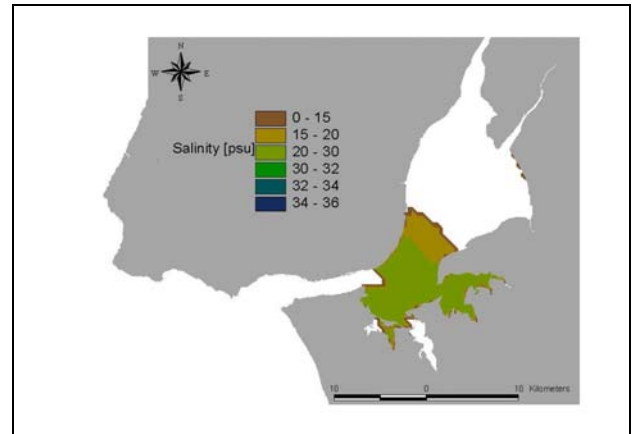 N
W E
S
0 - 15
15 - 20
Salinity [psu] 20 - 30
30 - 32
32 - 34
34 - 36
10 0 10 Kilometers